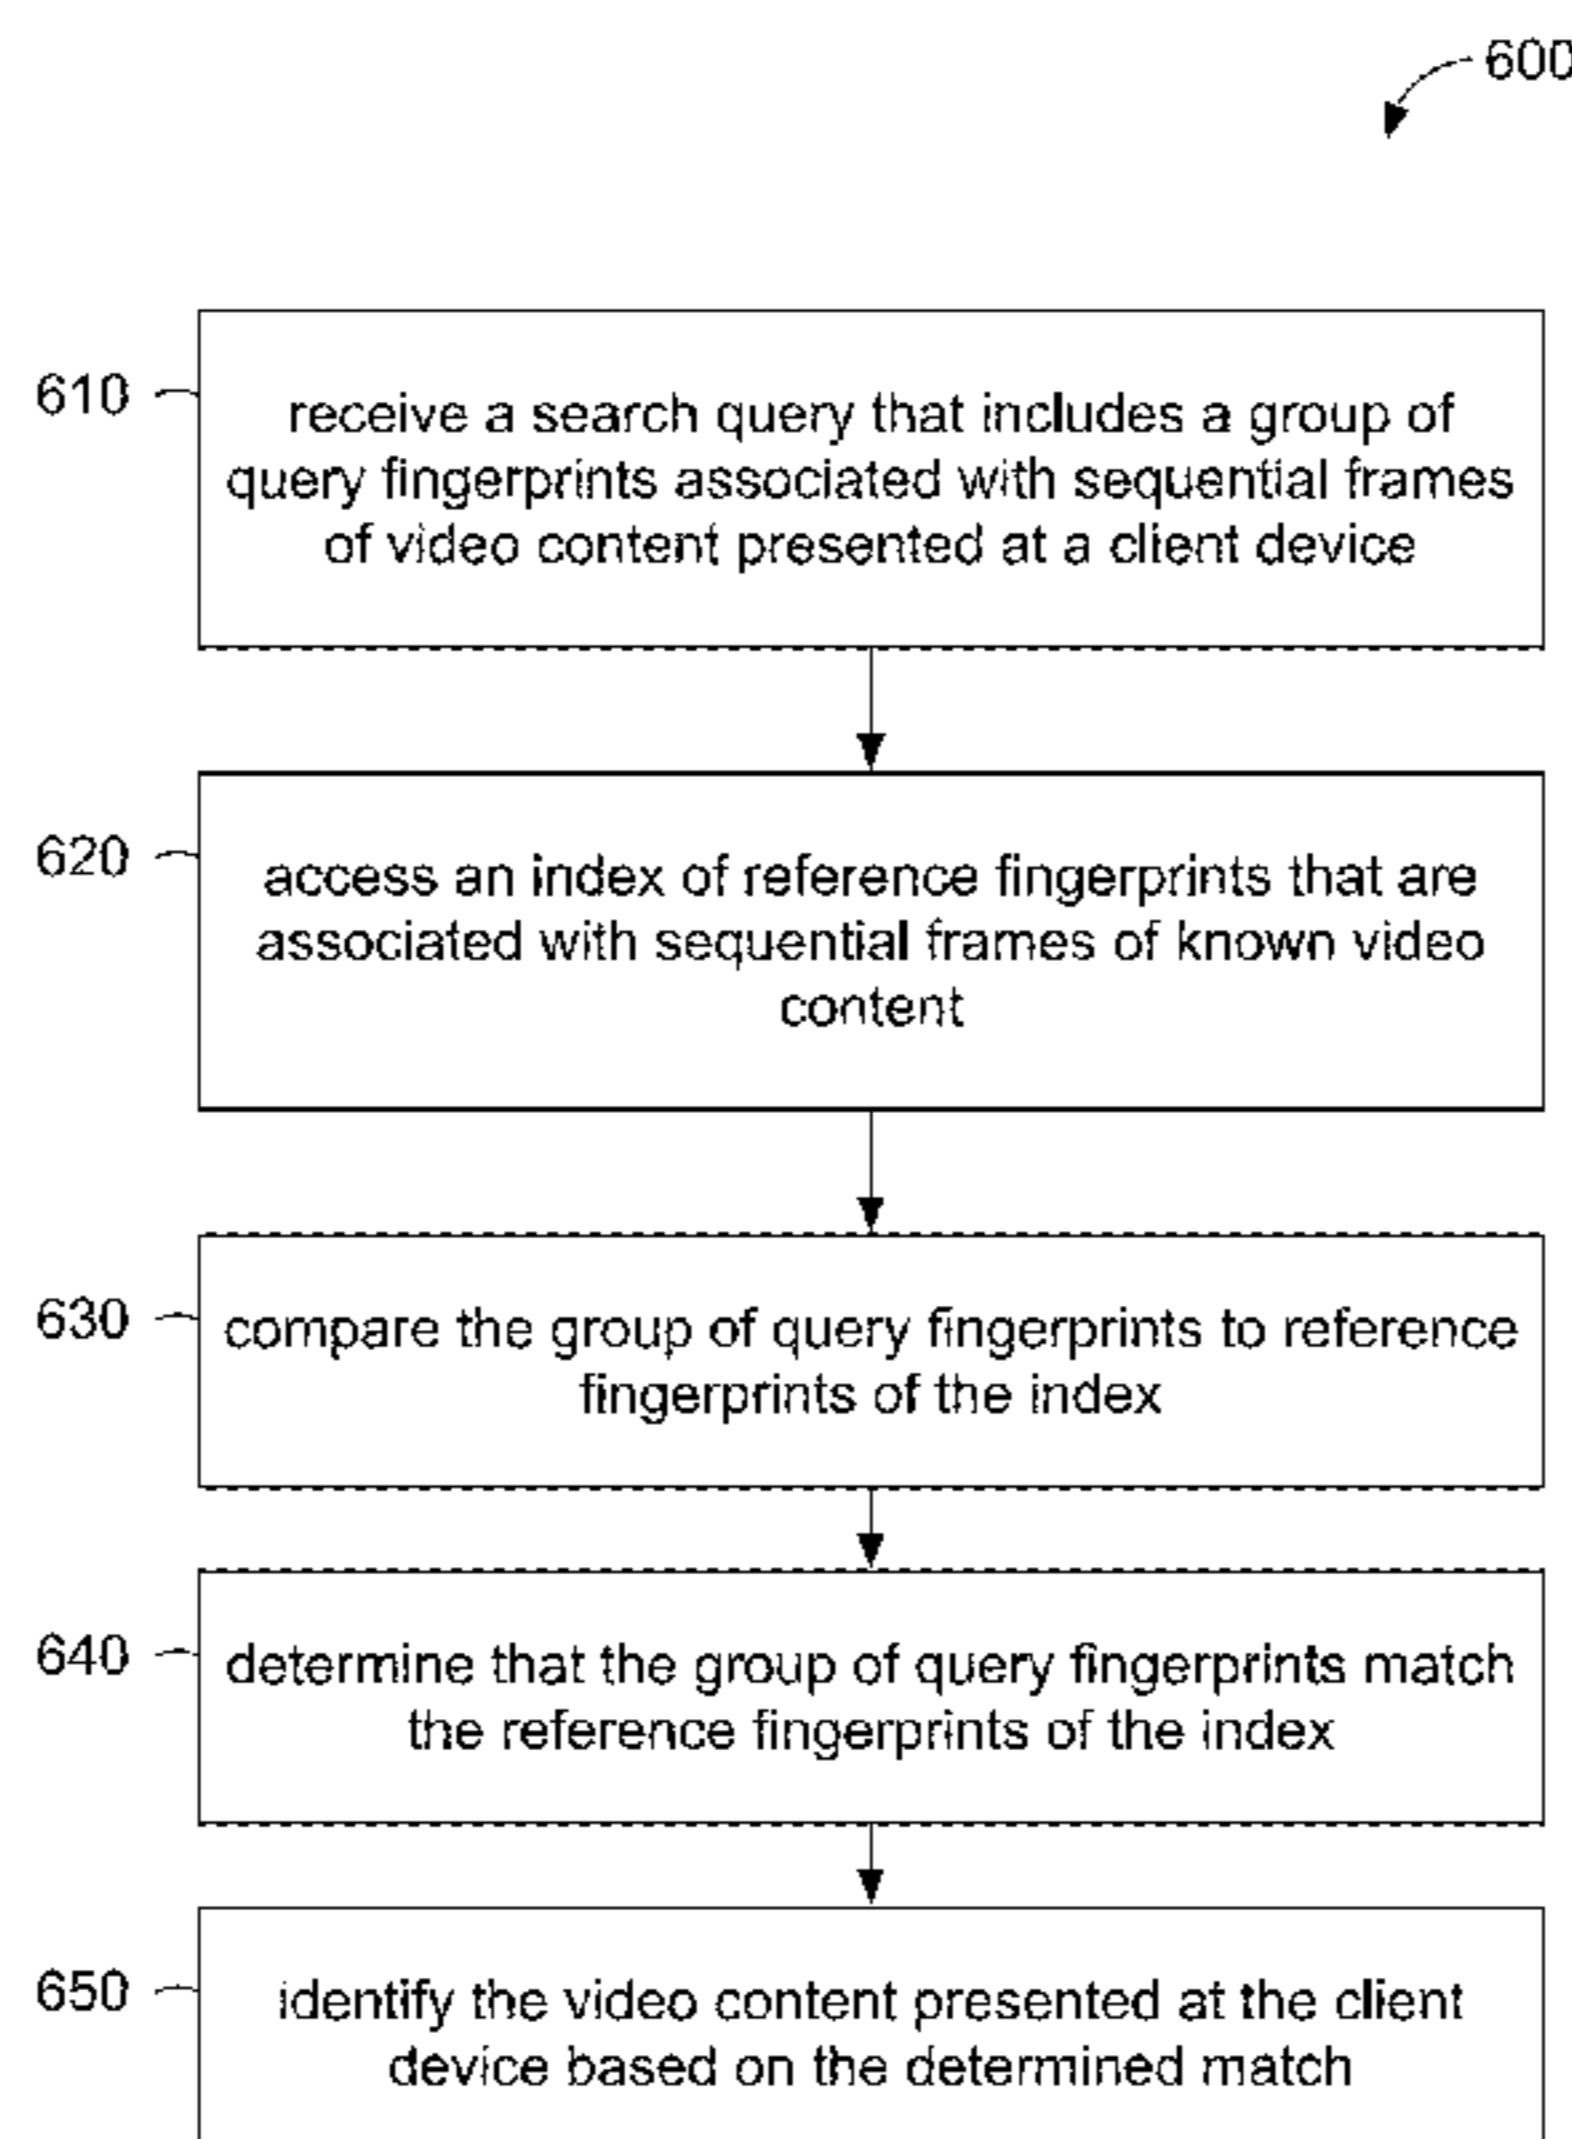 600
610
receive a search query that includes a group of
query fingerprints associated with sequential frames
of video content presented at a client device
620
access an index of reference fingerprints that are
associated with sequential frames of known video
content
630
compare the group of query fingerprints to reference
fingerprints of the index
640
determine that the group of query fingerprints match
the reference fingerprints of the index
650
identify the video content presented at the client
device based on the determined match